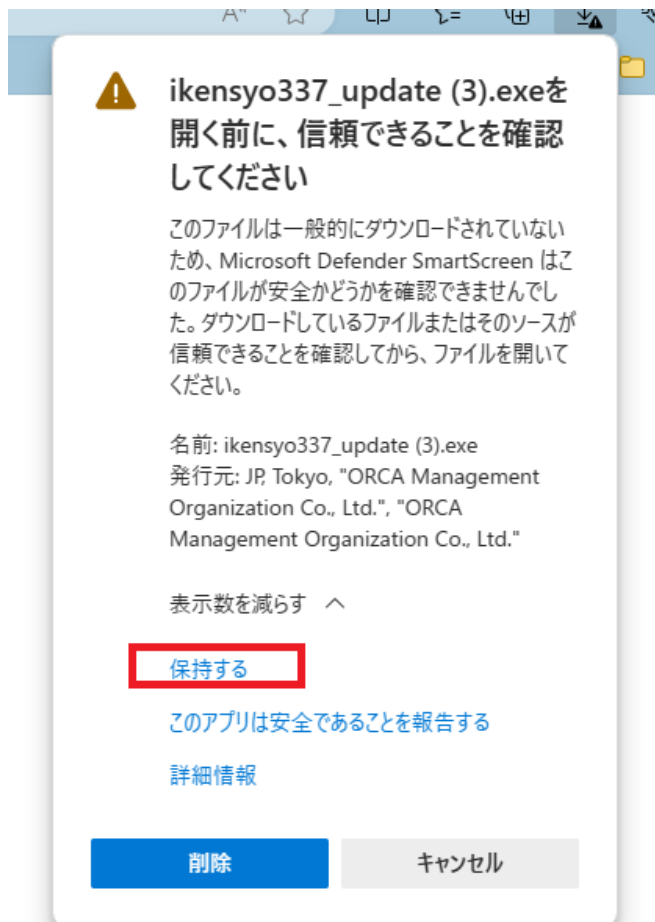 ikensyo337_update (3).exeを
開く前に、信頼できることを確認
してください
このファイルは一般的にダウンロードされていない
ため、Microsoft Defender SmartScreen はこ
のファイルが安全かどうかを確認できませんでし
た。ダウンロードしているファイルまたはそのソースが
信頼できることを確認してから、ファイルを開いて
ください。
名前: ikensyo337_update (3).exe
発行元: JP, Tokyo, "ORCA Management
Organization Co., Ltd.", "ORCA
Management Organization Co., Ltd."
表示数を減らす
保持する
このアプリは安全であることを報告する
詳細情報
削除
キャンセル